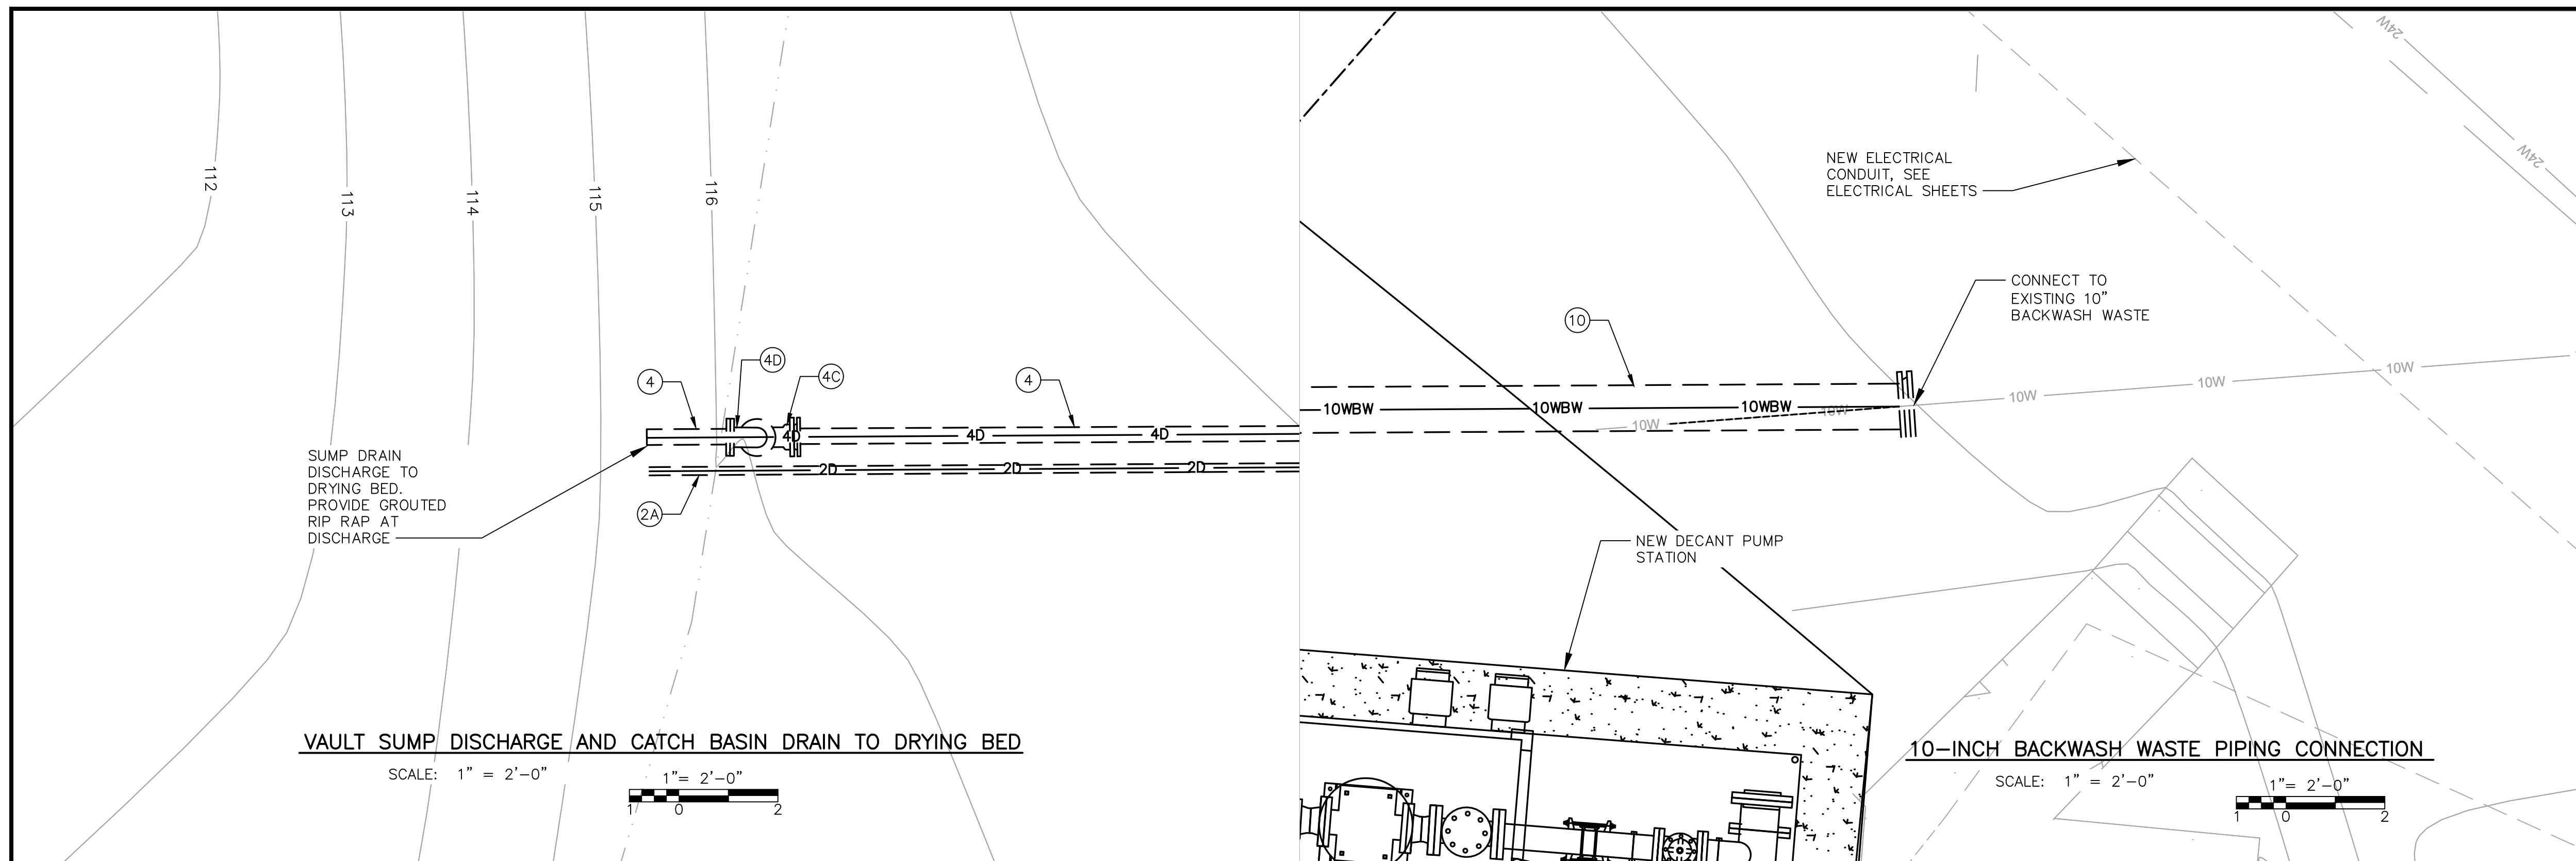 112
113
114
115
116
4
4D
4C
4
4D
4D
4D
2D
2D
2D
2A
SUMP DRAIN
DISCHARGE TO
DRYING BED.
PROVIDE GROUTED
RIP RAP AT
DISCHARGE
VAULT SUMP DISCHARGE AND CATCH BASIN DRAIN TO DRYING BED
SCALE: 1" = 2'-0"
1"= 2'-0"
1 0 2
24W
24W
NEW ELECTRICAL
CONDUIT, SEE
ELECTRICAL SHEETS
CONNECT TO
EXISTING 10"
BACKWASH WASTE
10
10WBW
10WBW
10WBW
10W
10W
10W
10W
10W
NEW DECANT PUMP
STATION
10-INCH BACKWASH WASTE PIPING CONNECTION
SCALE: 1" = 2'-0"
1"= 2'-0"
1 0 2